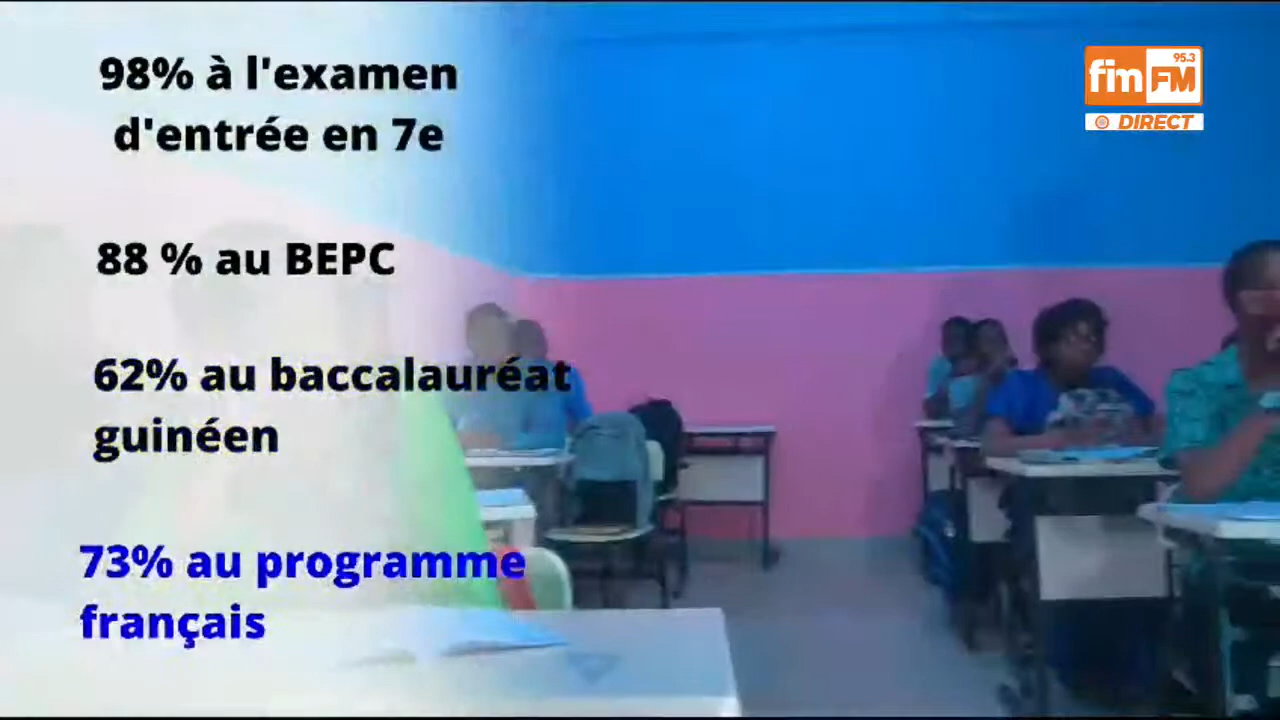 98% à l'examen
d'entrée en 7e
88 % au BEPC
62% au baccalauréat
guinéen
73% au programme
français
95.3
fim FM
DIRECT